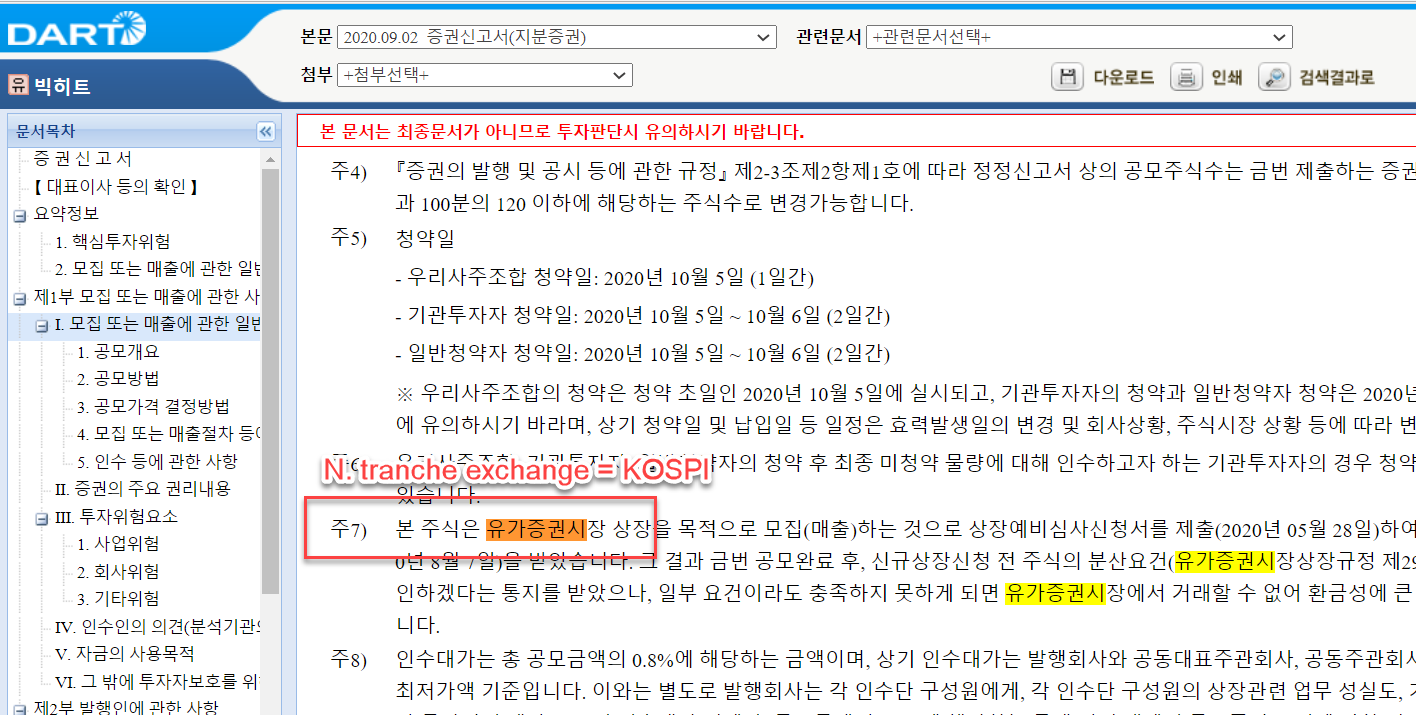 DART
본문 2020.09.02 증권신고서(지분증권) 관련문서 +관련문서선택+
첨부 +첨부선택+
유 빅히트
다운로드 인쇄 검색결과로
문서목차
증 권 신 고 서
【 대표이사 등의 확인 】
요약정보
1. 핵심투자위험
2. 모집 또는 매출에 관한 일반
제1부 모집 또는 매출에 관한 사
I. 모집 또는 매출에 관한 일반
1. 공모개요
2. 공모방법
3. 공모가격 결정방법
4. 모집 또는 매출절차 등에
5. 인수 등에 관한 사항
II. 증권의 주요 권리내용
III. 투자위험요소
1. 사업위험
2. 회사위험
3. 기타위험
IV. 인수인의 의견(분석기관의
V. 자금의 사용목적
VI. 그 밖에 투자자보호를 위
제2부 발행인에 관한 사항
본 문서는 최종문서가 아니므로 투자판단시 유의하시기 바랍니다.
주4) 『증권의 발행 및 공시 등에 관한 규정』 제2-3조제2항제1호에 따라 정정신고서 상의 공모주식수는 금번 제출하는 증권
과 100분의 120 이하에 해당하는 주식수로 변경가능합니다.
주5) 청약일
- 우리사주조합 청약일: 2020년 10월 5일 (1일간)
- 기관투자자 청약일: 2020년 10월 5일 ~ 10월 6일 (2일간)
- 일반청약자 청약일: 2020년 10월 5일 ~ 10월 6일 (2일간)
※ 우리사주조합의 청약은 청약 초일인 2020년 10월 5일에 실시되고, 기관투자자의 청약과 일반청약자 청약은 2020년
에 유의하시기 바라며, 상기 청약일 및 납입일 등 일정은 효력발생일의 변경 및 회사상황, 주식시장 상황 등에 따라 변
N. tranche exchange = KOSPI
주6) 우리사주조합, 기관투자자 청약자의 청약 후 최종 미청약 물량에 대해 인수하고자 하는 기관투자자의 경우 청약
있습니다.
주7) 본 주식은 유가증권시장 상장을 목적으로 모집(매출)하는 것으로 상장예비심사신청서를 제출(2020년 05월 28일)하여
0년 8월 7일)을 받았습니다. 그 결과 금번 공모완료 후, 신규상장신청 전 주식의 분산요건(유가증권시장상장규정 제29
인하겠다는 통지를 받았으나, 일부 요건이라도 충족하지 못하게 되면 유가증권시장에서 거래할 수 없어 환금성에 큰
니다.
주8) 인수대가는 총 공모금액의 0.8%에 해당하는 금액이며, 상기 인수대가는 발행회사와 공동대표주관회사, 공동주관회사
최저가액 기준입니다. 이와는 별도로 발행회사는 각 인수단 구성원에게, 각 인수단 구성원의 상장관련 업무 성실도, 기